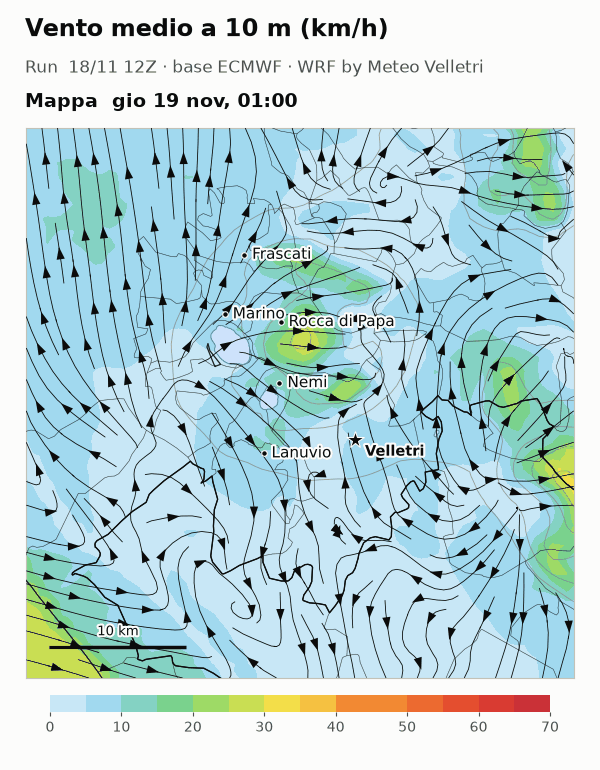 Vento medio a 10 m (km/h)
Run 18/11 12Z · base ECMWF · WRF by Meteo Velletri
Mappa gio 19 nov, 01:00
Frascati
Marino
Rocca di Papa
Nemi
Velletri
Lanuvio
10 km
0 10 20 30 40 50 60 70